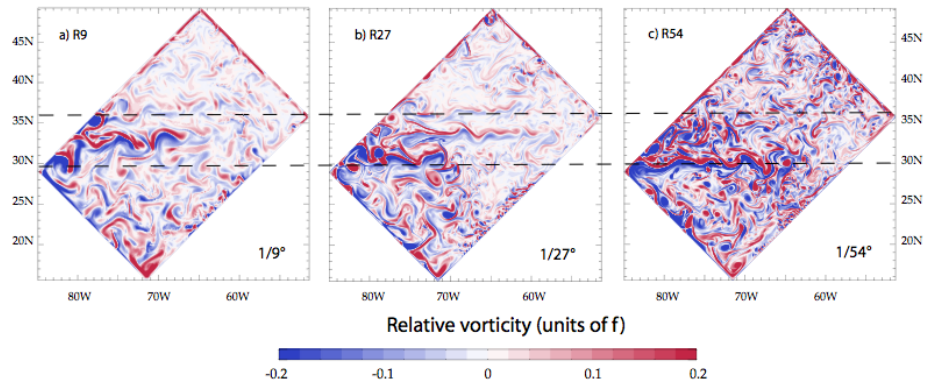 a) R9
b) R27
c) R54
45N
45N
40N
40N
35N
35N
30N
30N
25N
25N
20N
20N
1/9°
1/27°
1/54°
80W 70W 60W
80W 70W 60W
80W 70W 60W
Relative vorticity (units of f)
-0.2 -0.1 0 0.1 0.2